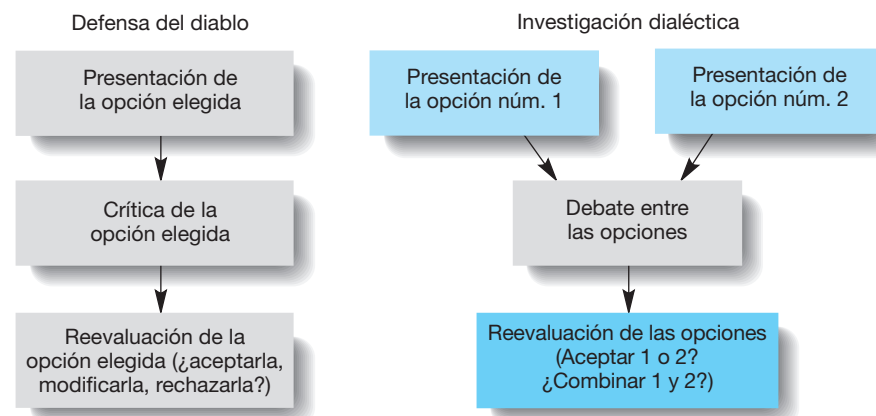 Defensa del diablo
Presentación de
la opción elegida
Crítica de la
opción elegida
Reevaluación de la
opción elegida (¿aceptarla,
modificarla, rechazarla?)
Investigación dialéctica
Presentación de
la opción núm. 1
Presentación de
la opción núm. 2
Debate entre
las opciones
Reevaluación de las opciones
(Aceptar 1 o 2?
¿Combinar 1 y 2?)